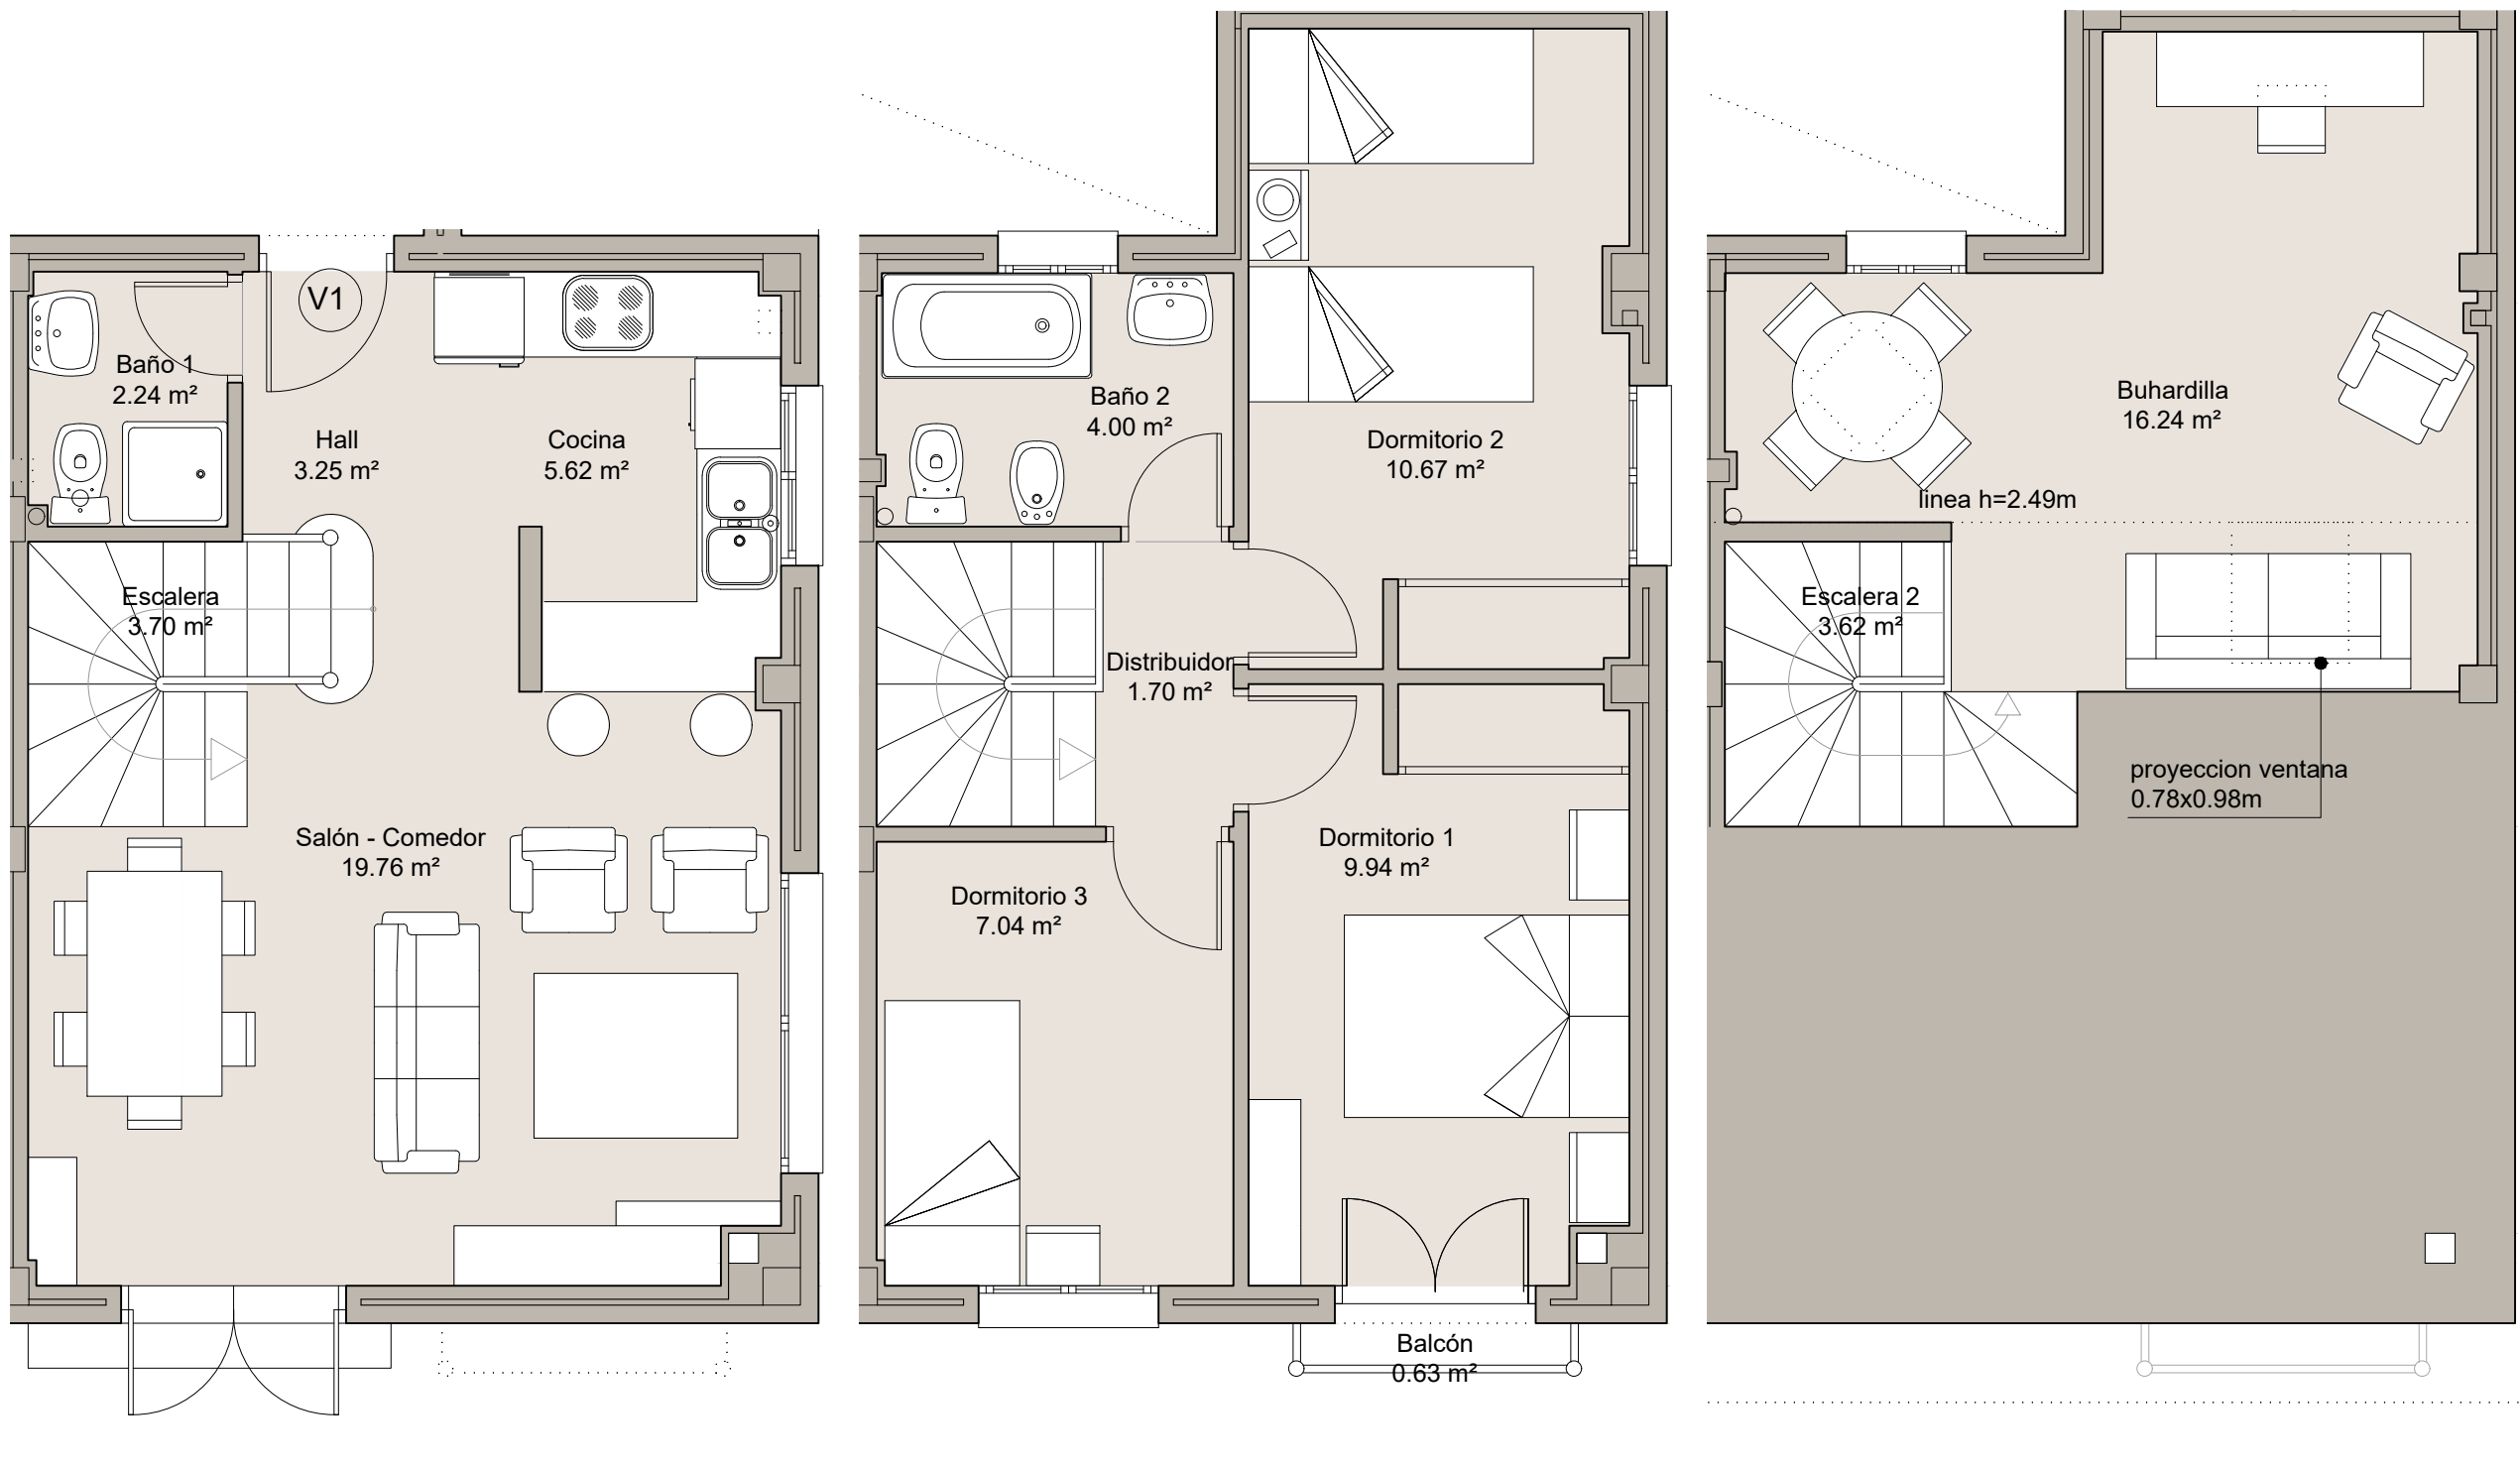 V1
Baño 1
2.24 m²
Hall
3.25 m²
Cocina
5.62 m²
Escalera
3.70 m²
Salón - Comedor
19.76 m²
Baño 2
4.00 m²
Dormitorio 2
10.67 m²
Distribuidor
1.70 m²
Dormitorio 1
9.94 m²
Dormitorio 3
7.04 m²
Balcón
0.63 m²
Buhardilla
16.24 m²
linea h=2.49m
Escalera 2
3.62 m²
proyeccion ventana
0.78x0.98m